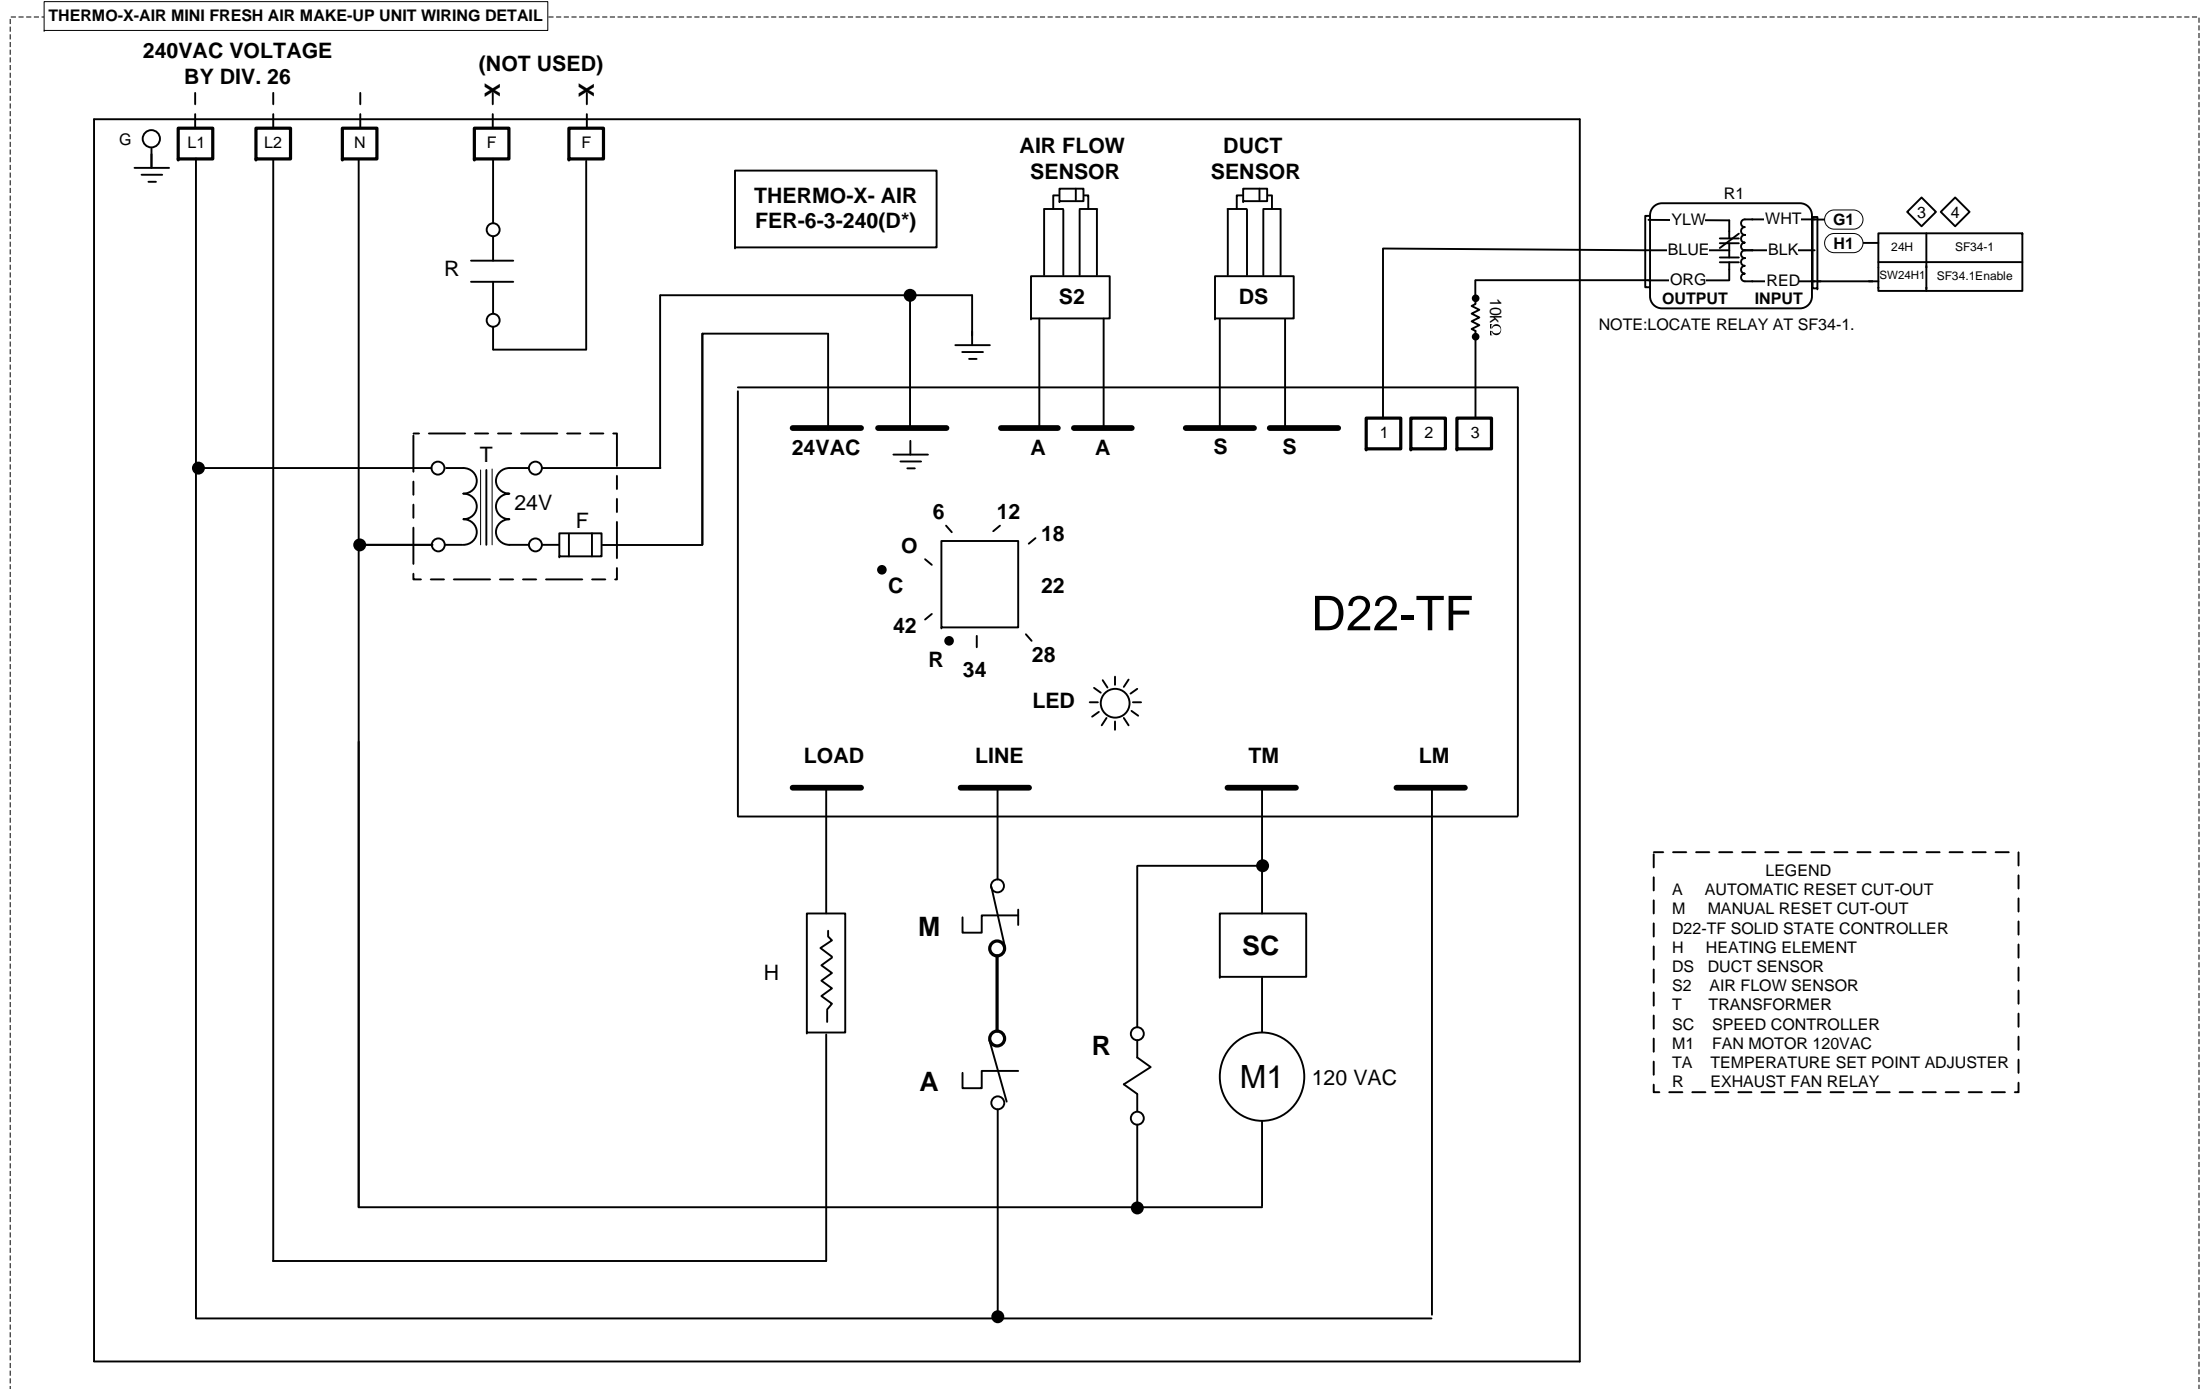 THERMO-X-AIR MINI FRESH AIR MAKE-UP UNIT WIRING DETAIL
240VAC VOLTAGE
BY DIV. 26
(NOT USED)
X X
G L1 L2 N F F
THERMO-X- AIR
FER-6-3-240(D*)
AIR FLOW
SENSOR
DUCT
SENSOR
S2
DS
R
R1
YLW WHT G1
BLUE BLK H1
ORG RED
OUTPUT INPUT
3 4
24H SF34-1
SW24H1 SF34.1Enable
NOTE:LOCATE RELAY AT SF34-1.
10kΩ
24VAC A A S S 1 2 3
T
24V
F
6 12
18
O
C
22
42
R
34
28
D22-TF
LED
LOAD LINE TM LM
M
SC
H
R
A
M1 120 VAC
LEGEND
A AUTOMATIC RESET CUT-OUT
M MANUAL RESET CUT-OUT
D22-TF SOLID STATE CONTROLLER
H HEATING ELEMENT
DS DUCT SENSOR
S2 AIR FLOW SENSOR
T TRANSFORMER
SC SPEED CONTROLLER
M1 FAN MOTOR 120VAC
TA TEMPERATURE SET POINT ADJUSTER
R EXHAUST FAN RELAY